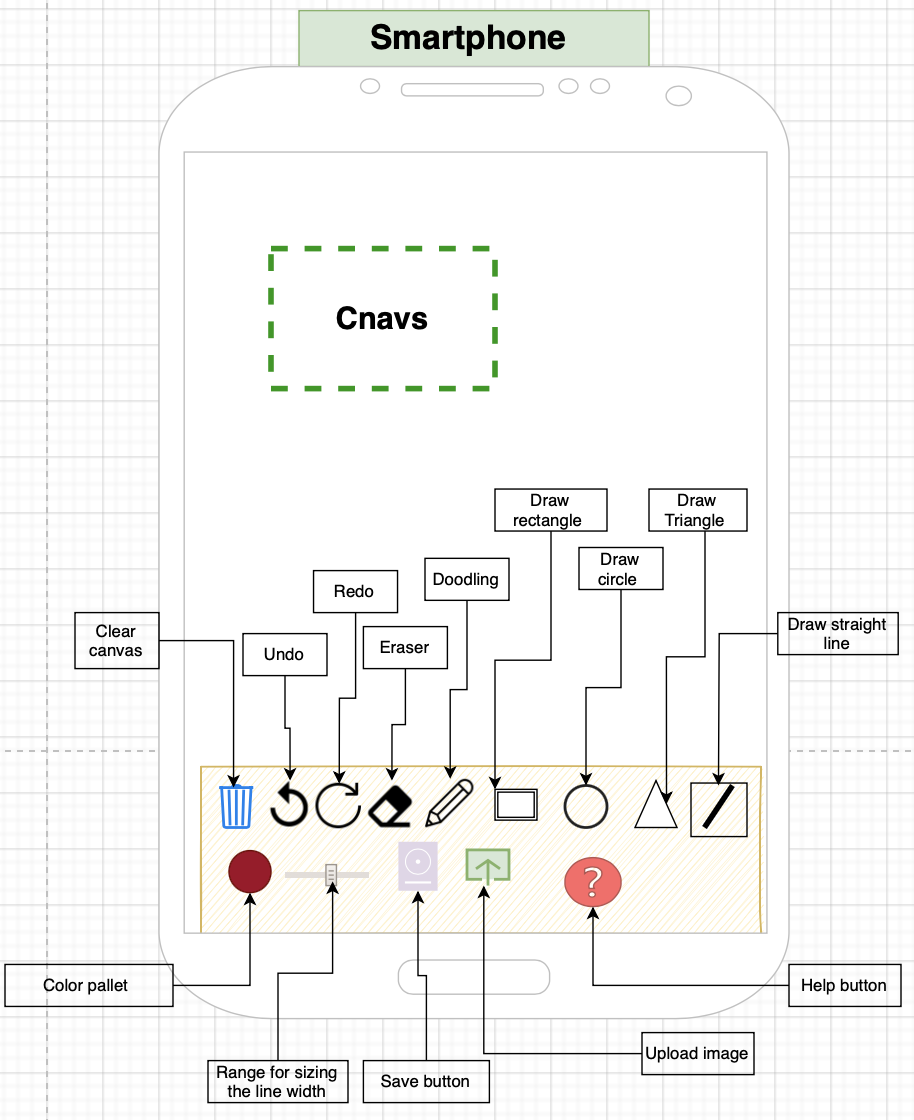 Smartphone
Cnavs
Draw
rectangle
Draw
Triangle
Draw
circle
Doodling
Redo
Clear
canvas
Undo
Eraser
Draw straight
line
?
Color pallet
Help button
Range for sizing
the line width
Save button
Upload image